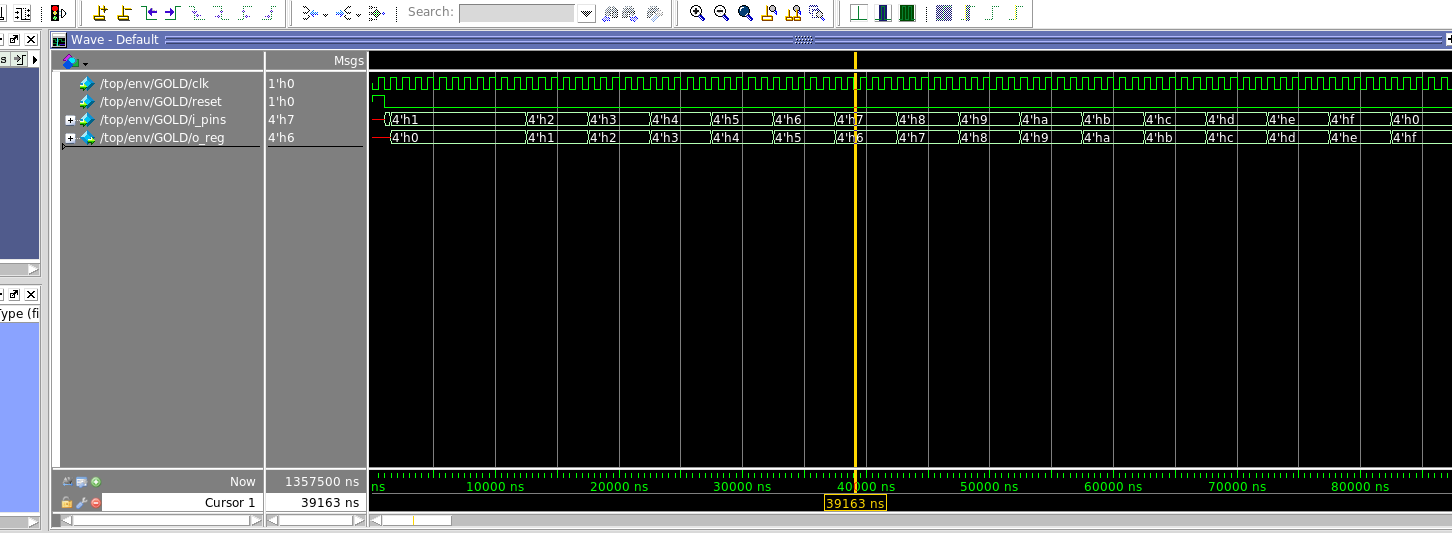 Search:
Wave - Default
s
Msgs
/top/env/GOLD/clk 1'h0
/top/env/GOLD/reset 1'h0
/top/env/GOLD/i_pins 4'h7 4'h1 4'h2 4'h3 4'h4 4'h5 4'h6 4'h7 4'h8 4'h9 4'ha 4'hb 4'hc 4'hd 4'he 4'hf 4'h0
/top/env/GOLD/o_reg 4'h6 4'h0 4'h1 4'h2 4'h3 4'h4 4'h5 4'h6 4'h7 4'h8 4'h9 4'ha 4'hb 4'hc 4'hd 4'he 4'hf
ype (fi
Now 1357500 ns ns 10000 ns 20000 ns 30000 ns 40000 ns 50000 ns 60000 ns 70000 ns 80000 ns
Cursor 1 39163 ns 39163 ns